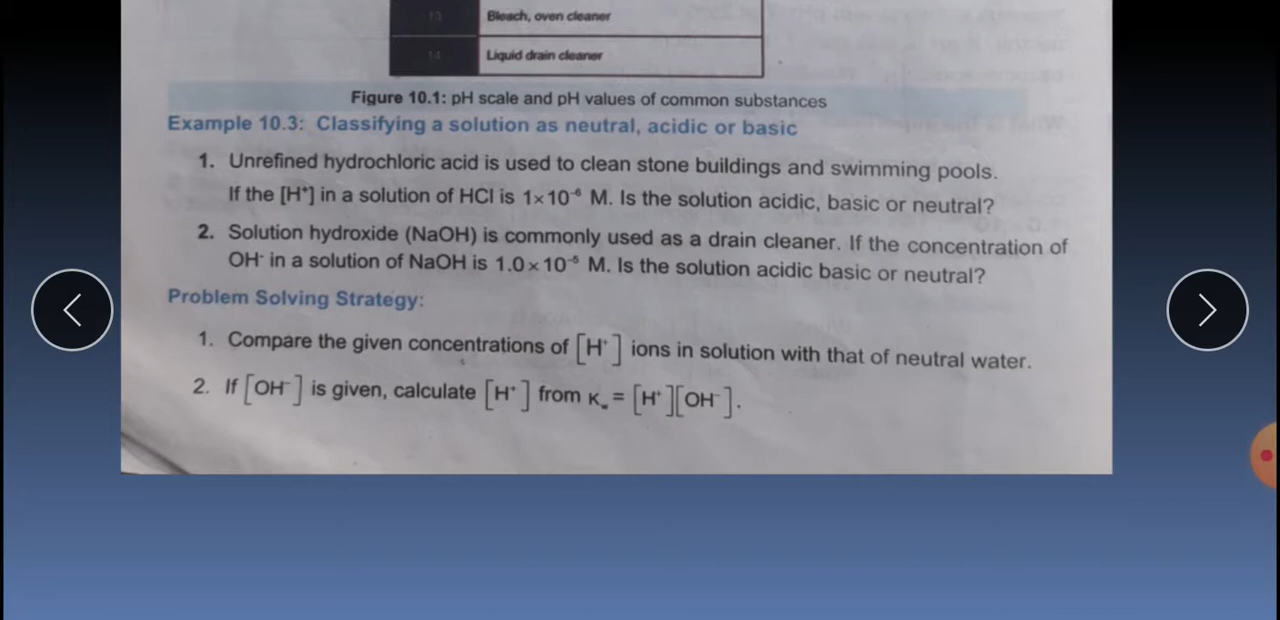 13 Bleach, oven cleaner
14 Liquid drain cleaner
Figure 10.1: pH scale and pH values of common substances
Example 10.3: Classifying a solution as neutral, acidic or basic
1. Unrefined hydrochloric acid is used to clean stone buildings and swimming pools.
If the [H⁺] in a solution of HCl is 1×10⁻⁶ M. Is the solution acidic, basic or neutral?
2. Solution hydroxide (NaOH) is commonly used as a drain cleaner. If the concentration of
OH⁻ in a solution of NaOH is 1.0×10⁻⁵ M. Is the solution acidic basic or neutral?
Problem Solving Strategy:
1. Compare the given concentrations of [H⁺] ions in solution with that of neutral water.
2. If [OH⁻] is given, calculate [H⁺] from K_w = [H⁺][OH⁻].